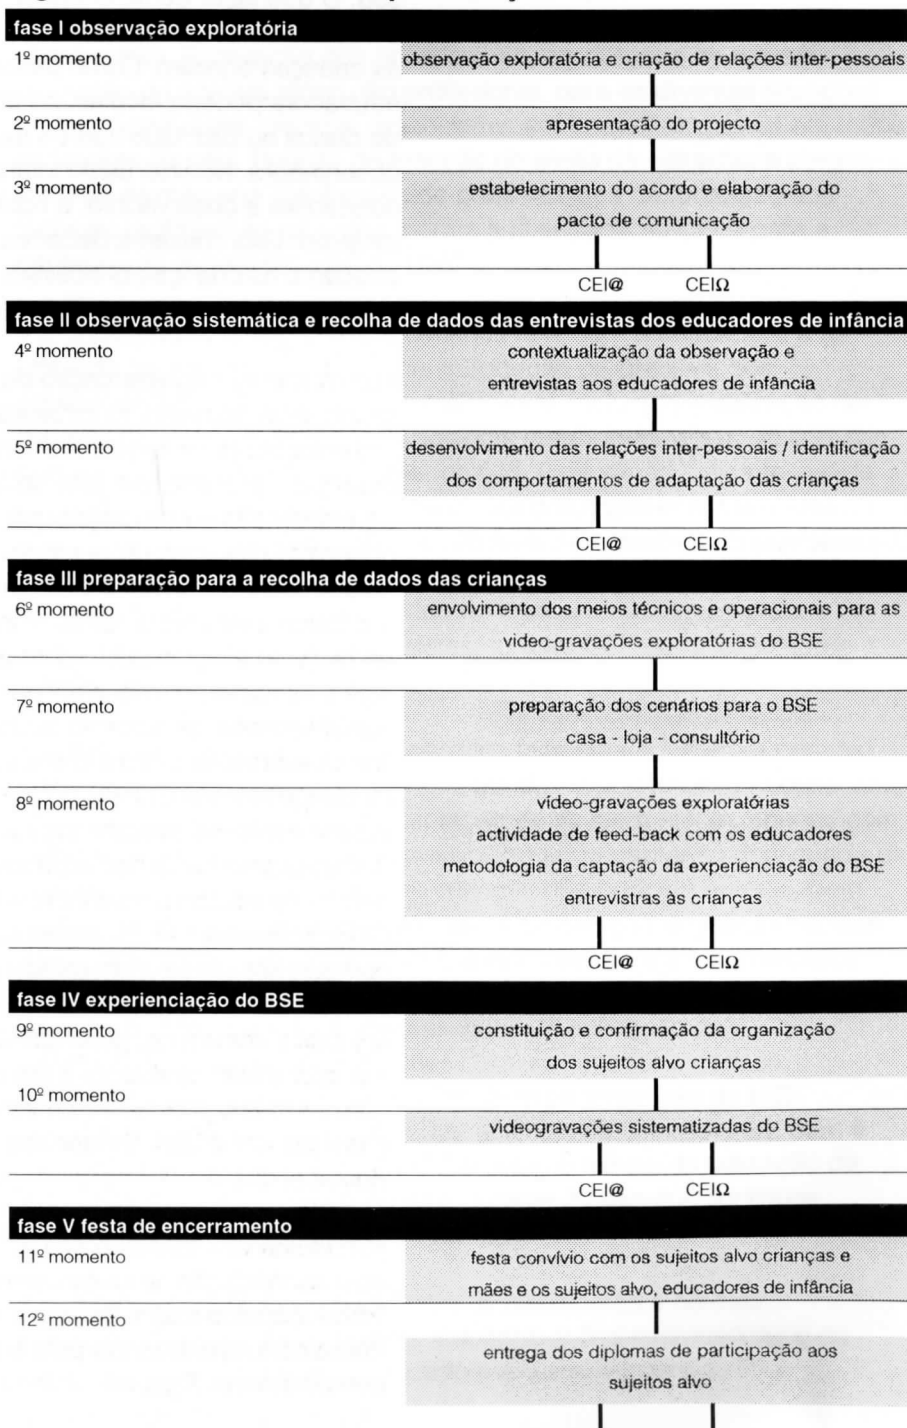 fase I observação exploratória
1º momento
observação exploratória e criação de relações inter-pessoais
2º momento
apresentação do projecto
3º momento
estabelecimento do acordo e elaboração do
pacto de comunicação
CEI@ CEIΩ
fase II observação sistemática e recolha de dados das entrevistas dos educadores de infância
4º momento
contextualização da observação e
entrevistas aos educadores de infância
5º momento
desenvolvimento das relações inter-pessoais / identificação
dos comportamentos de adaptação das crianças
CEI@ CEIΩ
fase III preparação para a recolha de dados das crianças
6º momento
envolvimento dos meios técnicos e operacionais para as
video-gravações exploratórias do BSE
7º momento
preparação dos cenários para o BSE
casa - loja - consultório
8º momento
vídeo-gravações exploratórias
actividade de feed-back com os educadores
metodologia da captação da experienciação do BSE
entrevistras às crianças
CEI@ CEIΩ
fase IV experienciação do BSE
9º momento
constituição e confirmação da organização
dos sujeitos alvo crianças
10º momento
videogravações sistematizadas do BSE
CEI@ CEIΩ
fase V festa de encerramento
11º momento
festa convívio com os sujeitos alvo crianças e
mães e os sujeitos alvo, educadores de infância
12º momento
entrega dos diplomas de participação aos
sujeitos alvo